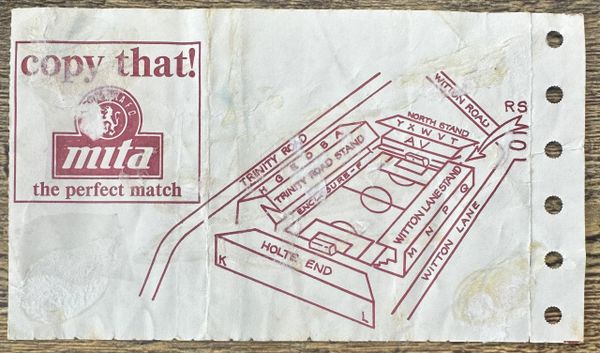 copy that!
mita
the perfect match
TRINITY ROAD
H G E D B A
TRINITY ROAD STAND
ENCLOSURE-F
WITTON ROAD
NORTH STAND
Y X W V T
AV
R S
N O
WITTON LANE STAND
M N P Q
WITTON LANE
HOLTE END
K
L